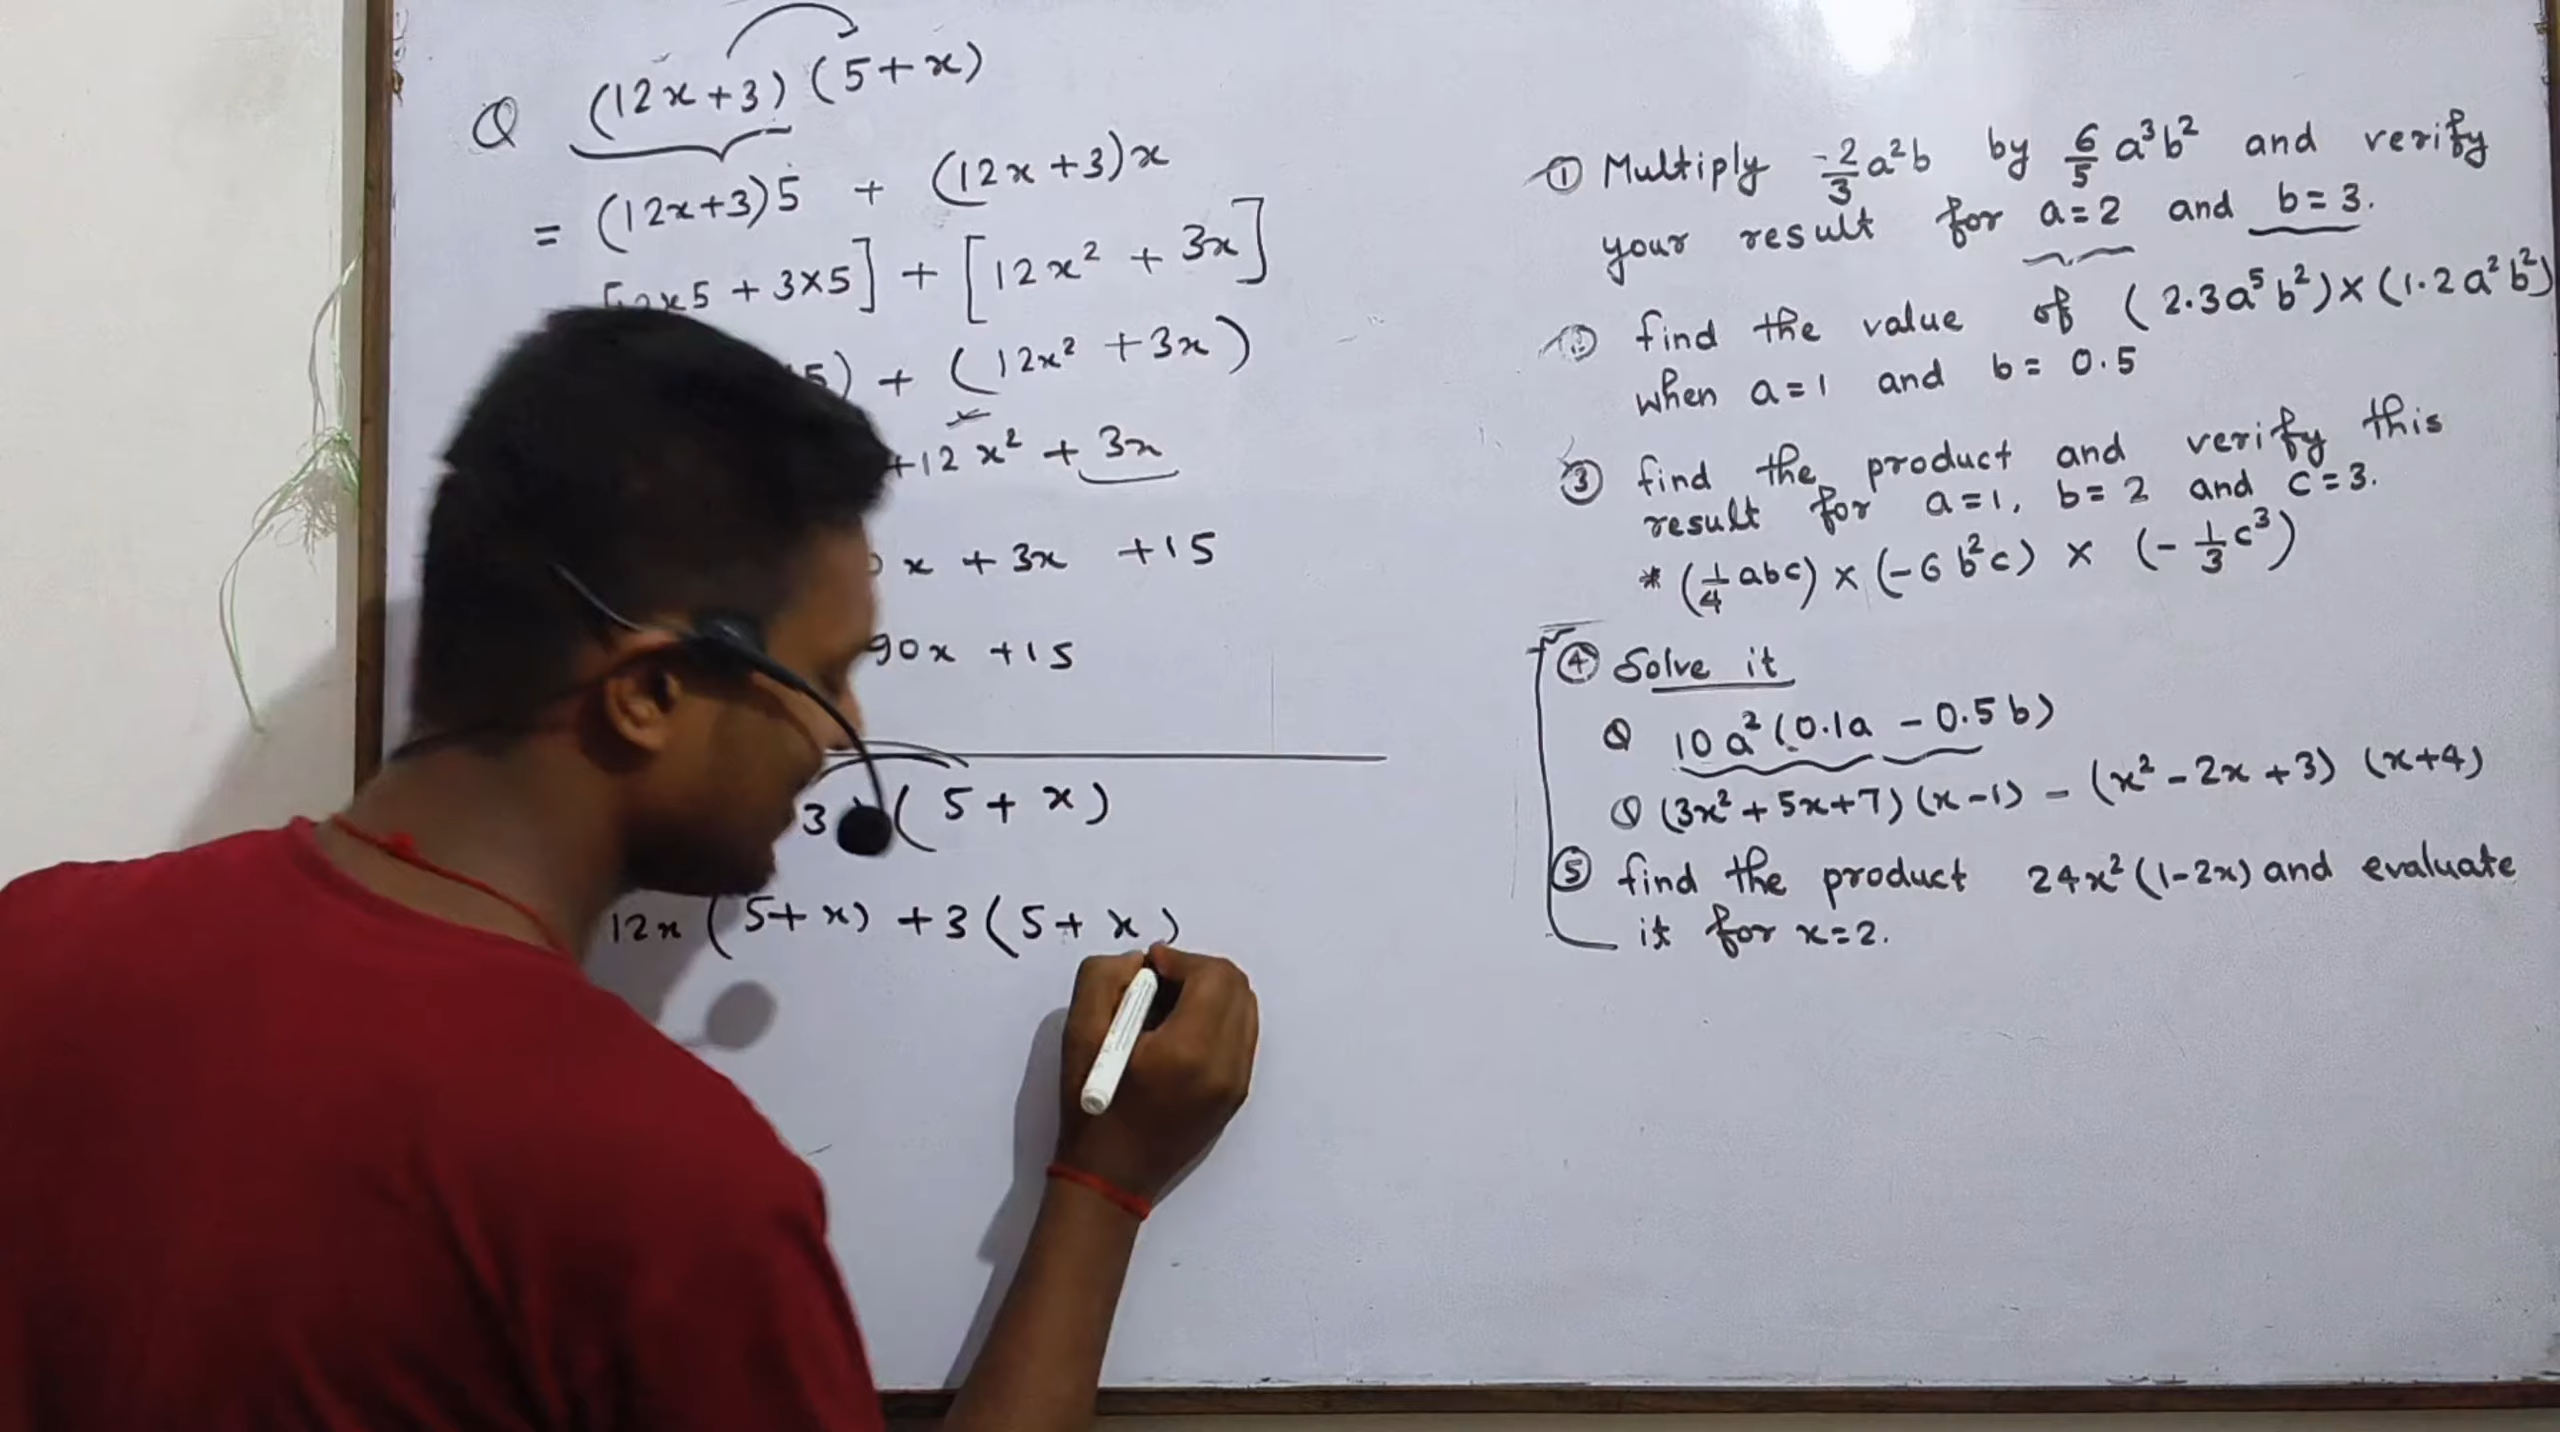 Q (12x+3) (5+x)
= (12x+3)5 + (12x+3)x
x5 + 3×5] + [12x² + 3x]
5) + (12x² + 3x)
+12x² + 3x
x + 3x +15
90x +15
3 (5+x)
12x (5+x) +3(5+x)
① Multiply -2/3 a²b by 6/5 a³b² and verify
your result for a=2 and b=3.
② find the value of (2.3a⁵b²)×(1.2a²b²)
when a=1 and b=0.5
③ find the product and verify this
result for a=1, b=2 and c=3.
* (1/4 abc) × (-6b²c) × (-1/3 c³)
④ Solve it
Q 10a²(0.1a - 0.5b)
Q (3x²+5x+7)(x-1) - (x²-2x+3) (x+4)
⑤ find the product 24x²(1-2x) and evaluate
it for x=2.